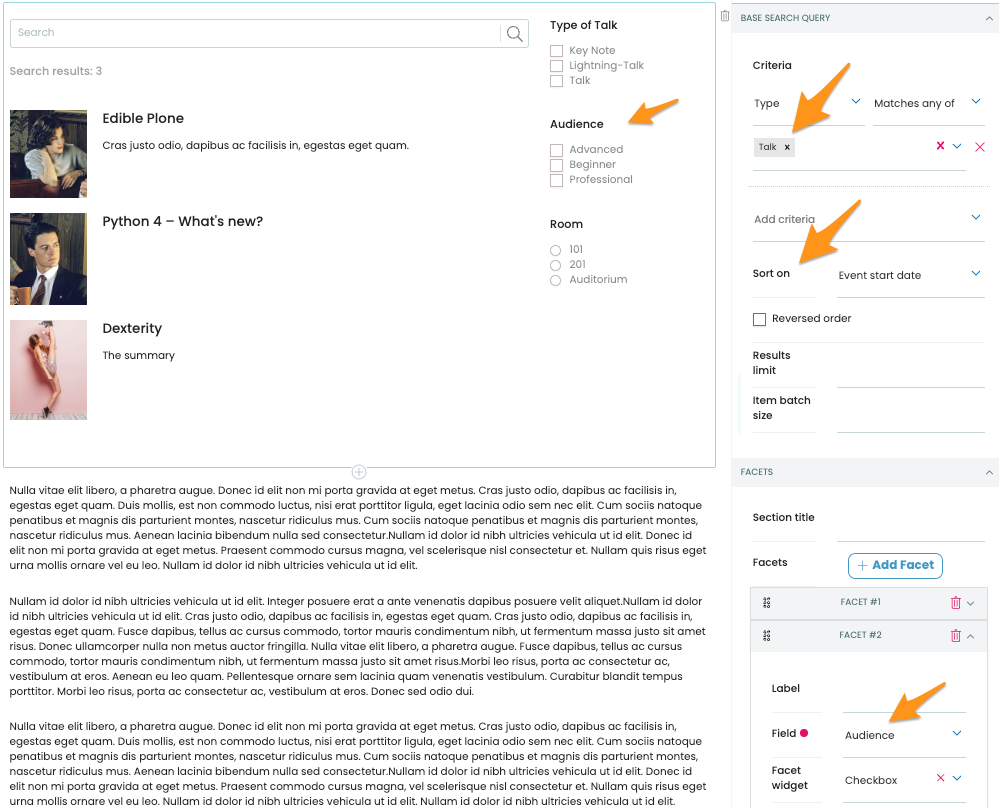 Search
Search results: 3
Edible Plone
Cras justo odio, dapibus ac facilisis in, egestas eget quam.
Python 4 – What's new?
Dexterity
The summary
Type of Talk
Key Note
Lightning-Talk
Talk
Audience
Advanced
Beginner
Professional
Room
101
201
Auditorium
Nulla vitae elit libero, a pharetra augue. Donec id elit non mi porta gravida at eget metus. Cras justo odio, dapibus ac facilisis in,
egestas eget quam. Duis mollis, est non commodo luctus, nisi erat porttitor ligula, eget lacinia odio sem nec elit. Cum sociis natoque
penatibus et magnis dis parturient montes, nascetur ridiculus mus. Cum sociis natoque penatibus et magnis dis parturient montes,
nascetur ridiculus mus. Aenean lacinia bibendum nulla sed consectetur.Nullam id dolor id nibh ultricies vehicula ut id elit. Donec id
elit non mi porta gravida at eget metus. Praesent commodo cursus magna, vel scelerisque nisl consectetur et. Nullam quis risus eget
urna mollis ornare vel eu leo. Nullam id dolor id nibh ultricies vehicula ut id elit.
Nullam id dolor id nibh ultricies vehicula ut id elit. Integer posuere erat a ante venenatis dapibus posuere velit aliquet.Nullam id dolor
id nibh ultricies vehicula ut id elit. Cras justo odio, dapibus ac facilisis in, egestas eget quam. Cras justo odio, dapibus ac facilisis in,
egestas eget quam. Fusce dapibus, tellus ac cursus commodo, tortor mauris condimentum nibh, ut fermentum massa justo sit amet
risus. Donec ullamcorper nulla non metus auctor fringilla. Nulla vitae elit libero, a pharetra augue. Fusce dapibus, tellus ac cursus
commodo, tortor mauris condimentum nibh, ut fermentum massa justo sit amet risus.Morbi leo risus, porta ac consectetur ac,
vestibulum at eros. Aenean eu leo quam. Pellentesque ornare sem lacinia quam venenatis vestibulum. Curabitur blandit tempus
porttitor. Morbi leo risus, porta ac consectetur ac, vestibulum at eros. Donec sed odio dui.
Nulla vitae elit libero, a pharetra augue. Donec id elit non mi porta gravida at eget metus. Cras justo odio, dapibus ac facilisis in,
egestas eget quam. Duis mollis, est non commodo luctus, nisi erat porttitor ligula, eget lacinia odio sem nec elit. Cum sociis natoque
penatibus et magnis dis parturient montes, nascetur ridiculus mus. Cum sociis natoque penatibus et magnis dis parturient montes,
nascetur ridiculus mus. Aenean lacinia bibendum nulla sed consectetur.Nullam id dolor id nibh ultricies vehicula ut id elit. Donec id
elit non mi porta gravida at eget metus. Praesent commodo cursus magna, vel scelerisque nisl consectetur et. Nullam quis risus eget
urna mollis ornare vel eu leo. Nullam id dolor id nibh ultricies vehicula ut id elit. Nullam id dolor id nibh ultricies vehicula ut id elit.
BASE SEARCH QUERY
Criteria
Type
Matches any of
Talk
Add criteria
Sort on
Event start date
Reversed order
Results
limit
Item batch
size
FACETS
Section title
Facets
Add Facet
FACET #1
FACET #2
Label
Field
Audience
Facet
widget
Checkbox